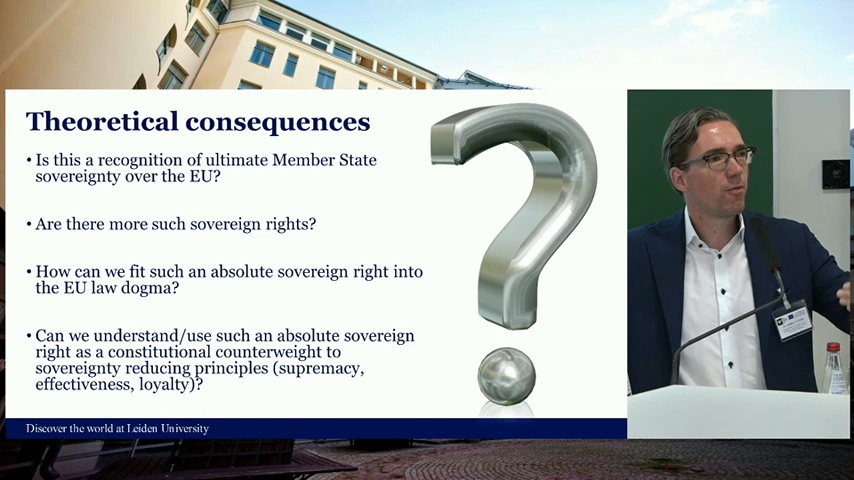 Theoretical consequences
• Is this a recognition of ultimate Member State
sovereignty over the EU?
• Are there more such sovereign rights?
• How can we fit such an absolute sovereign right into
the EU law dogma?
• Can we understand/use such an absolute sovereign
right as a constitutional counterweight to
sovereignty reducing principles (supremacy,
effectiveness, loyalty)?
Discover the world at Leiden University